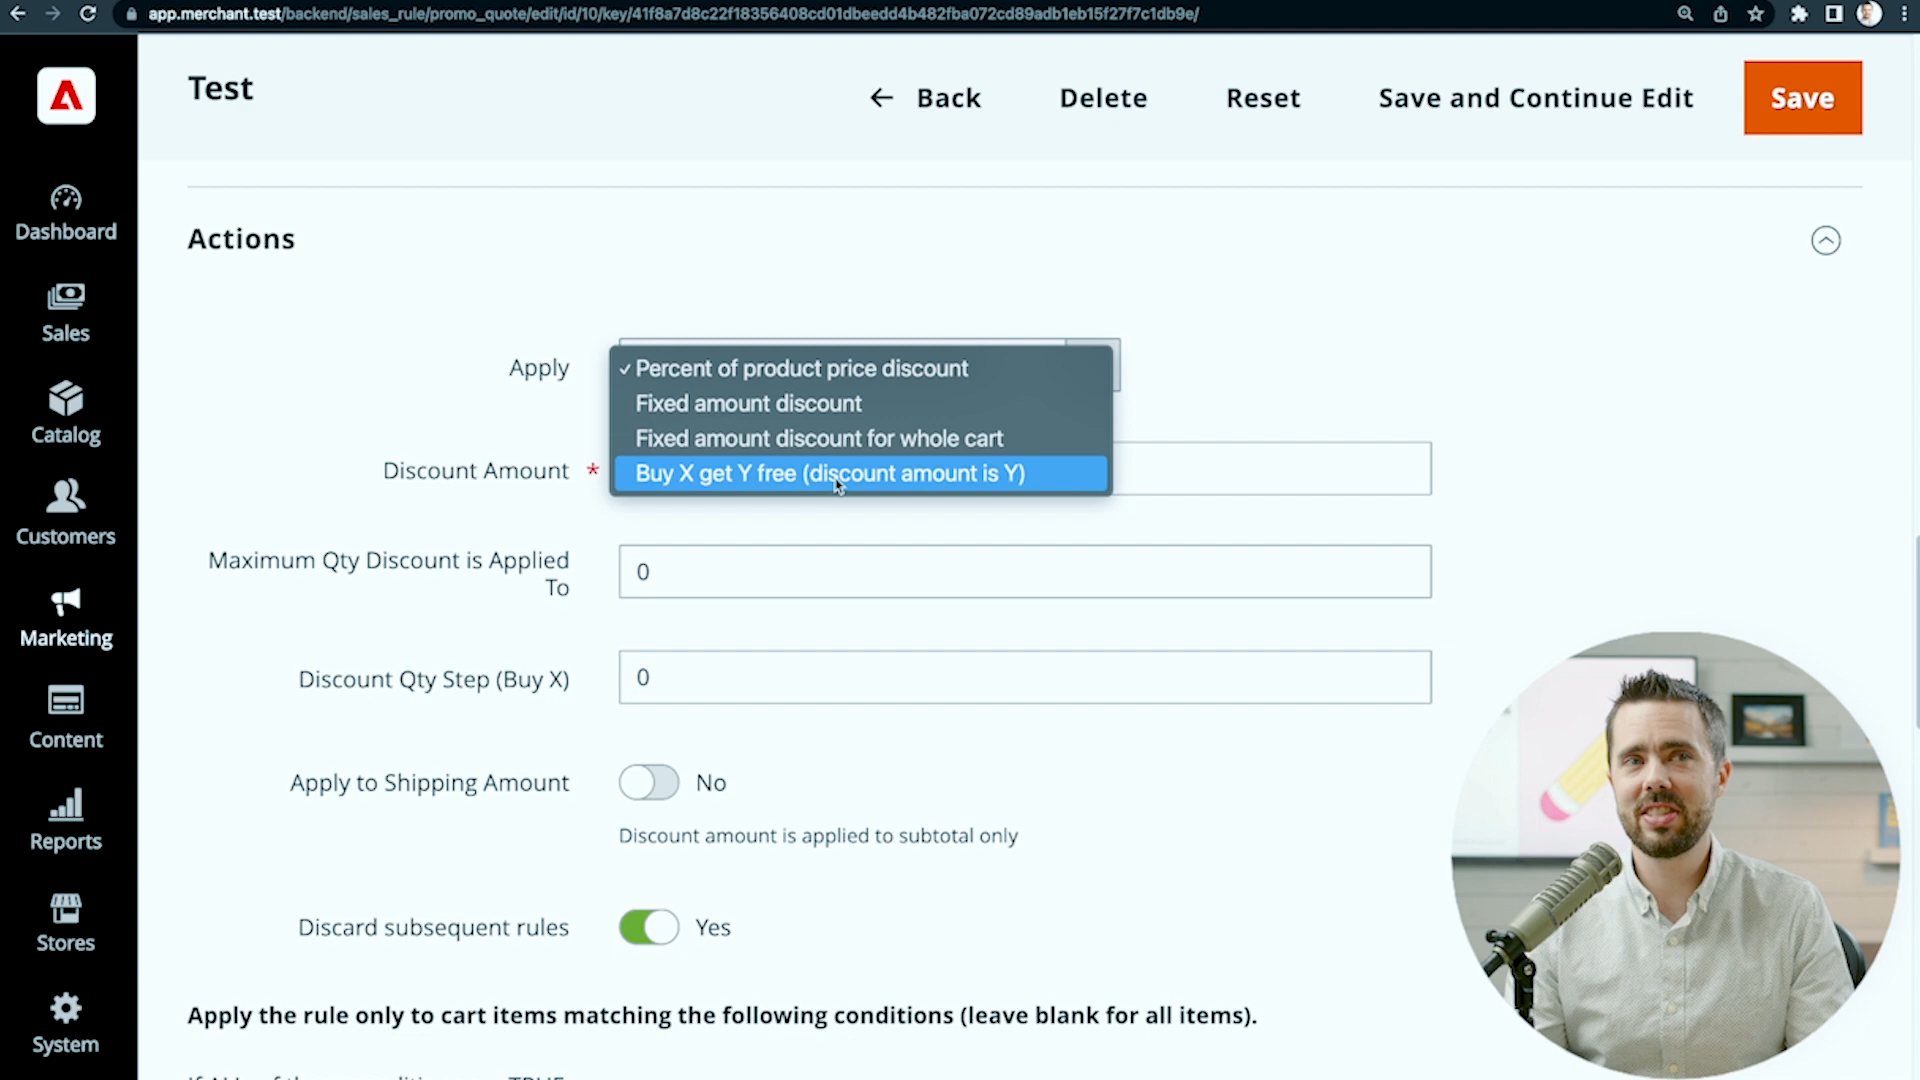 app.merchant.test/backend/sales_rule/promo_quote/edit/id/10/key/41f8a7d8c22f18356408cd01dbeedd4b482fba072cd89adb1eb15f27f7c1db9e/
Test
Back
Delete
Reset
Save and Continue Edit
Save
Dashboard
Sales
Catalog
Customers
Marketing
Content
Reports
Stores
System
Actions
Apply
Percent of product price discount
Fixed amount discount
Fixed amount discount for whole cart
Buy X get Y free (discount amount is Y)
Discount Amount *
Maximum Qty Discount is Applied
To
0
Discount Qty Step (Buy X)
0
Apply to Shipping Amount
No
Discount amount is applied to subtotal only
Discard subsequent rules
Yes
Apply the rule only to cart items matching the following conditions (leave blank for all items).